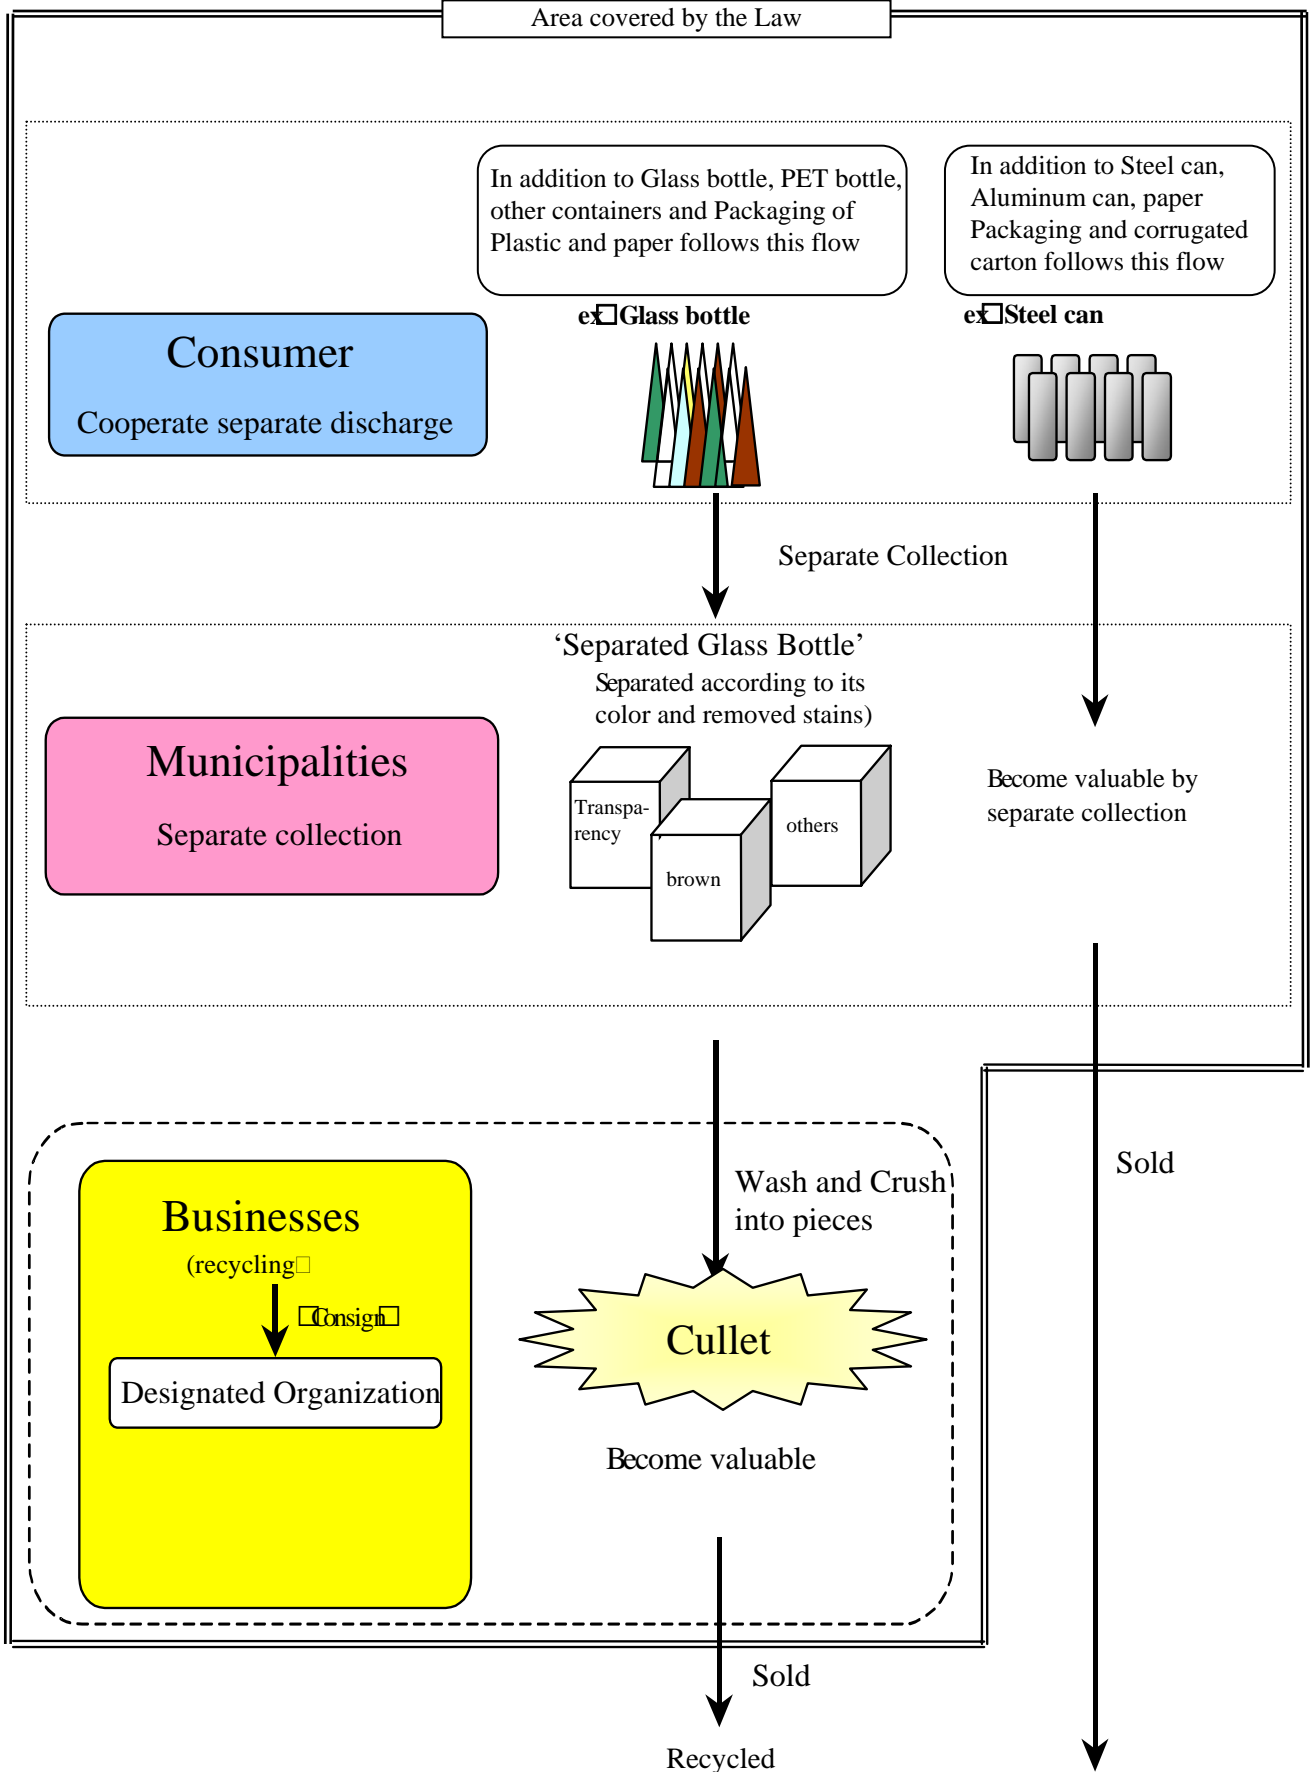 Area covered by the Law
In addition to Glass bottle, PET bottle,
other containers and Packaging of
Plastic and paper follows this flow
In addition to Steel can,
Aluminum can, paper
Packaging and corrugated
carton follows this flow
ex□Glass bottle
ex□Steel can
Consumer
Cooperate separate discharge
Separate Collection
‘Separated Glass Bottle’
Separated according to its
color and removed stains)
Municipalities
Separate collection
Transpa-
rency
brown
others
Become valuable by
separate collection
Sold
Wash and Crush
into pieces
Businesses
(recycling□
□Consign□
Designated Organization
Cullet
Become valuable
Sold
Recycled